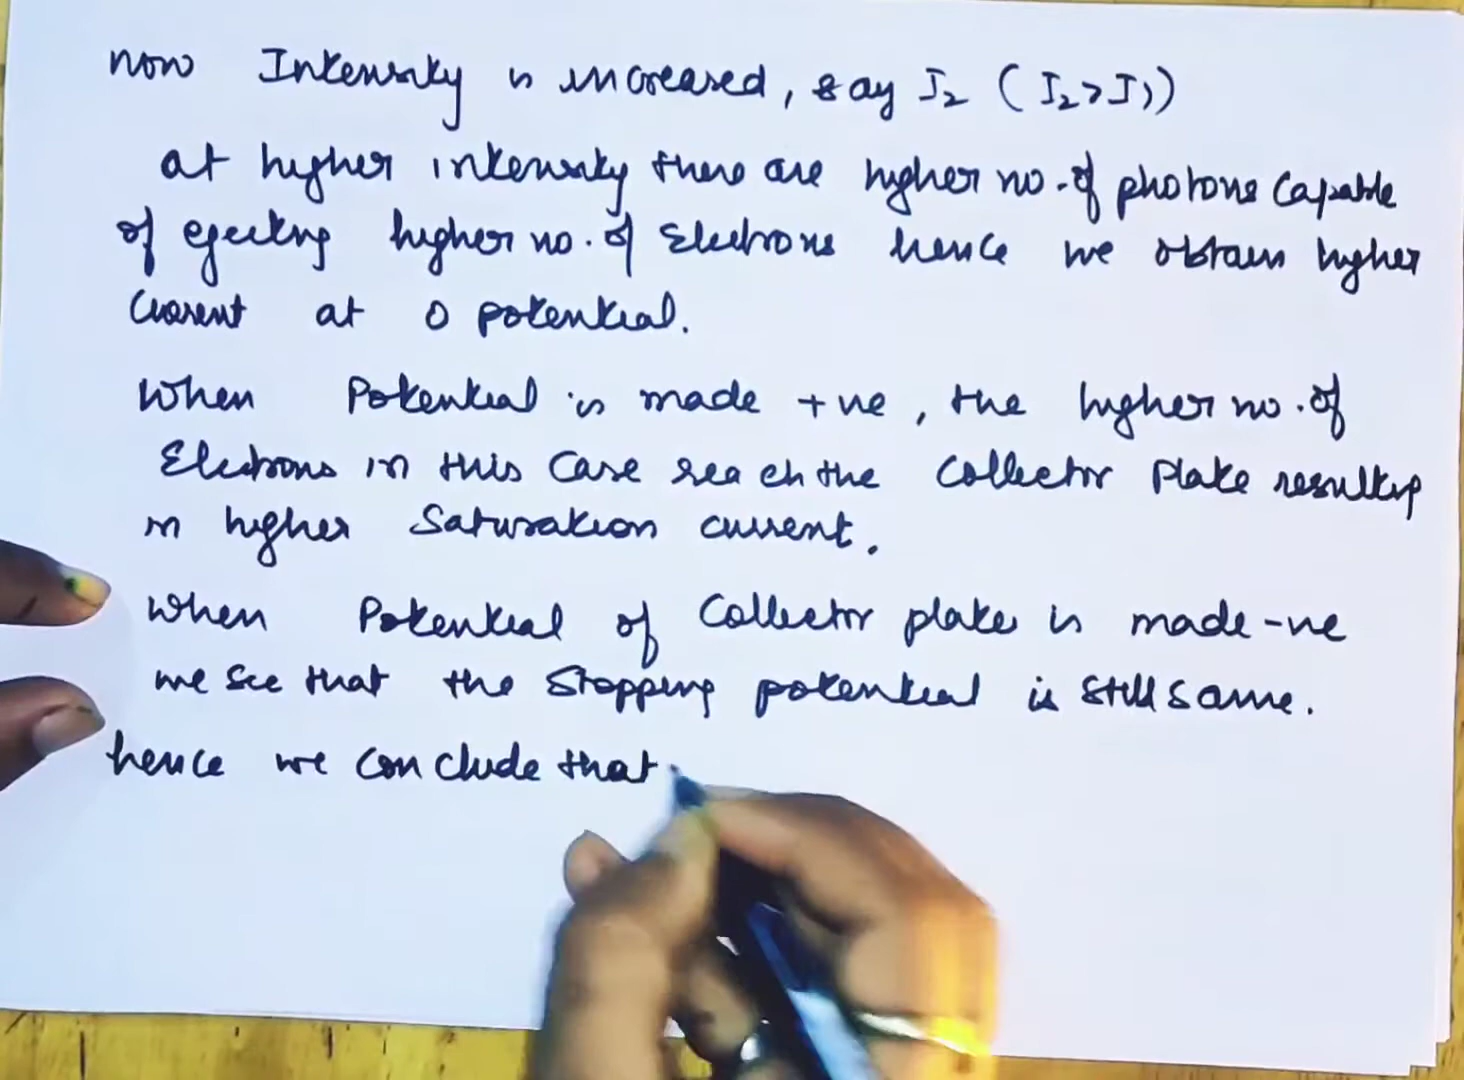 now Intensity is increased, say I2 (I2>I1)
at higher intensity there are higher no. of photons capable
of ejecting higher no. of Electrons hence we obtain higher
Current at 0 potential.
When Potential is made +ve, the higher no. of
Electrons in this Case reach the Collector Plate resulting
in higher Saturation current.
When Potential of Collector plate is made -ve
we see that the Stopping potential is Still Same.
hence we conclude that